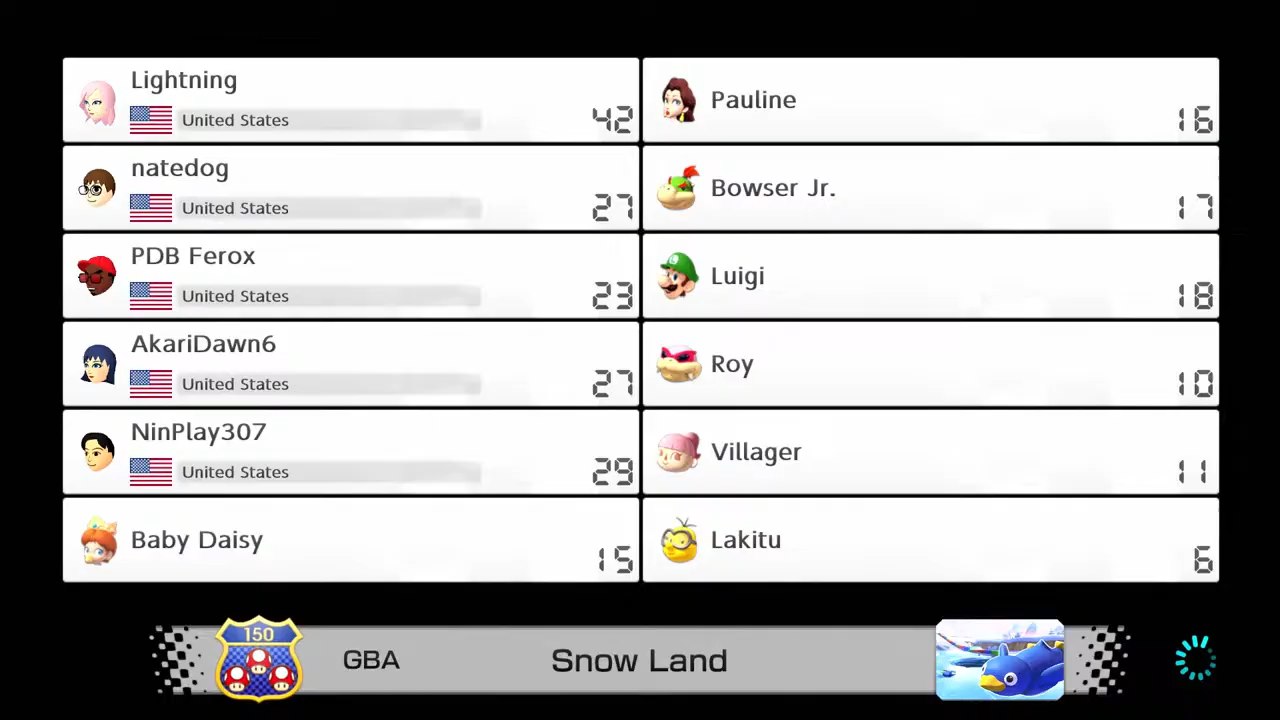 Lightning
United States 42
natedog
United States 27
PDB Ferox
United States 23
AkariDawn6
United States 27
NinPlay307
United States 29
Baby Daisy 15
Pauline 16
Bowser Jr. 17
Luigi 18
Roy 10
Villager 11
Lakitu 6
150 GBA Snow Land